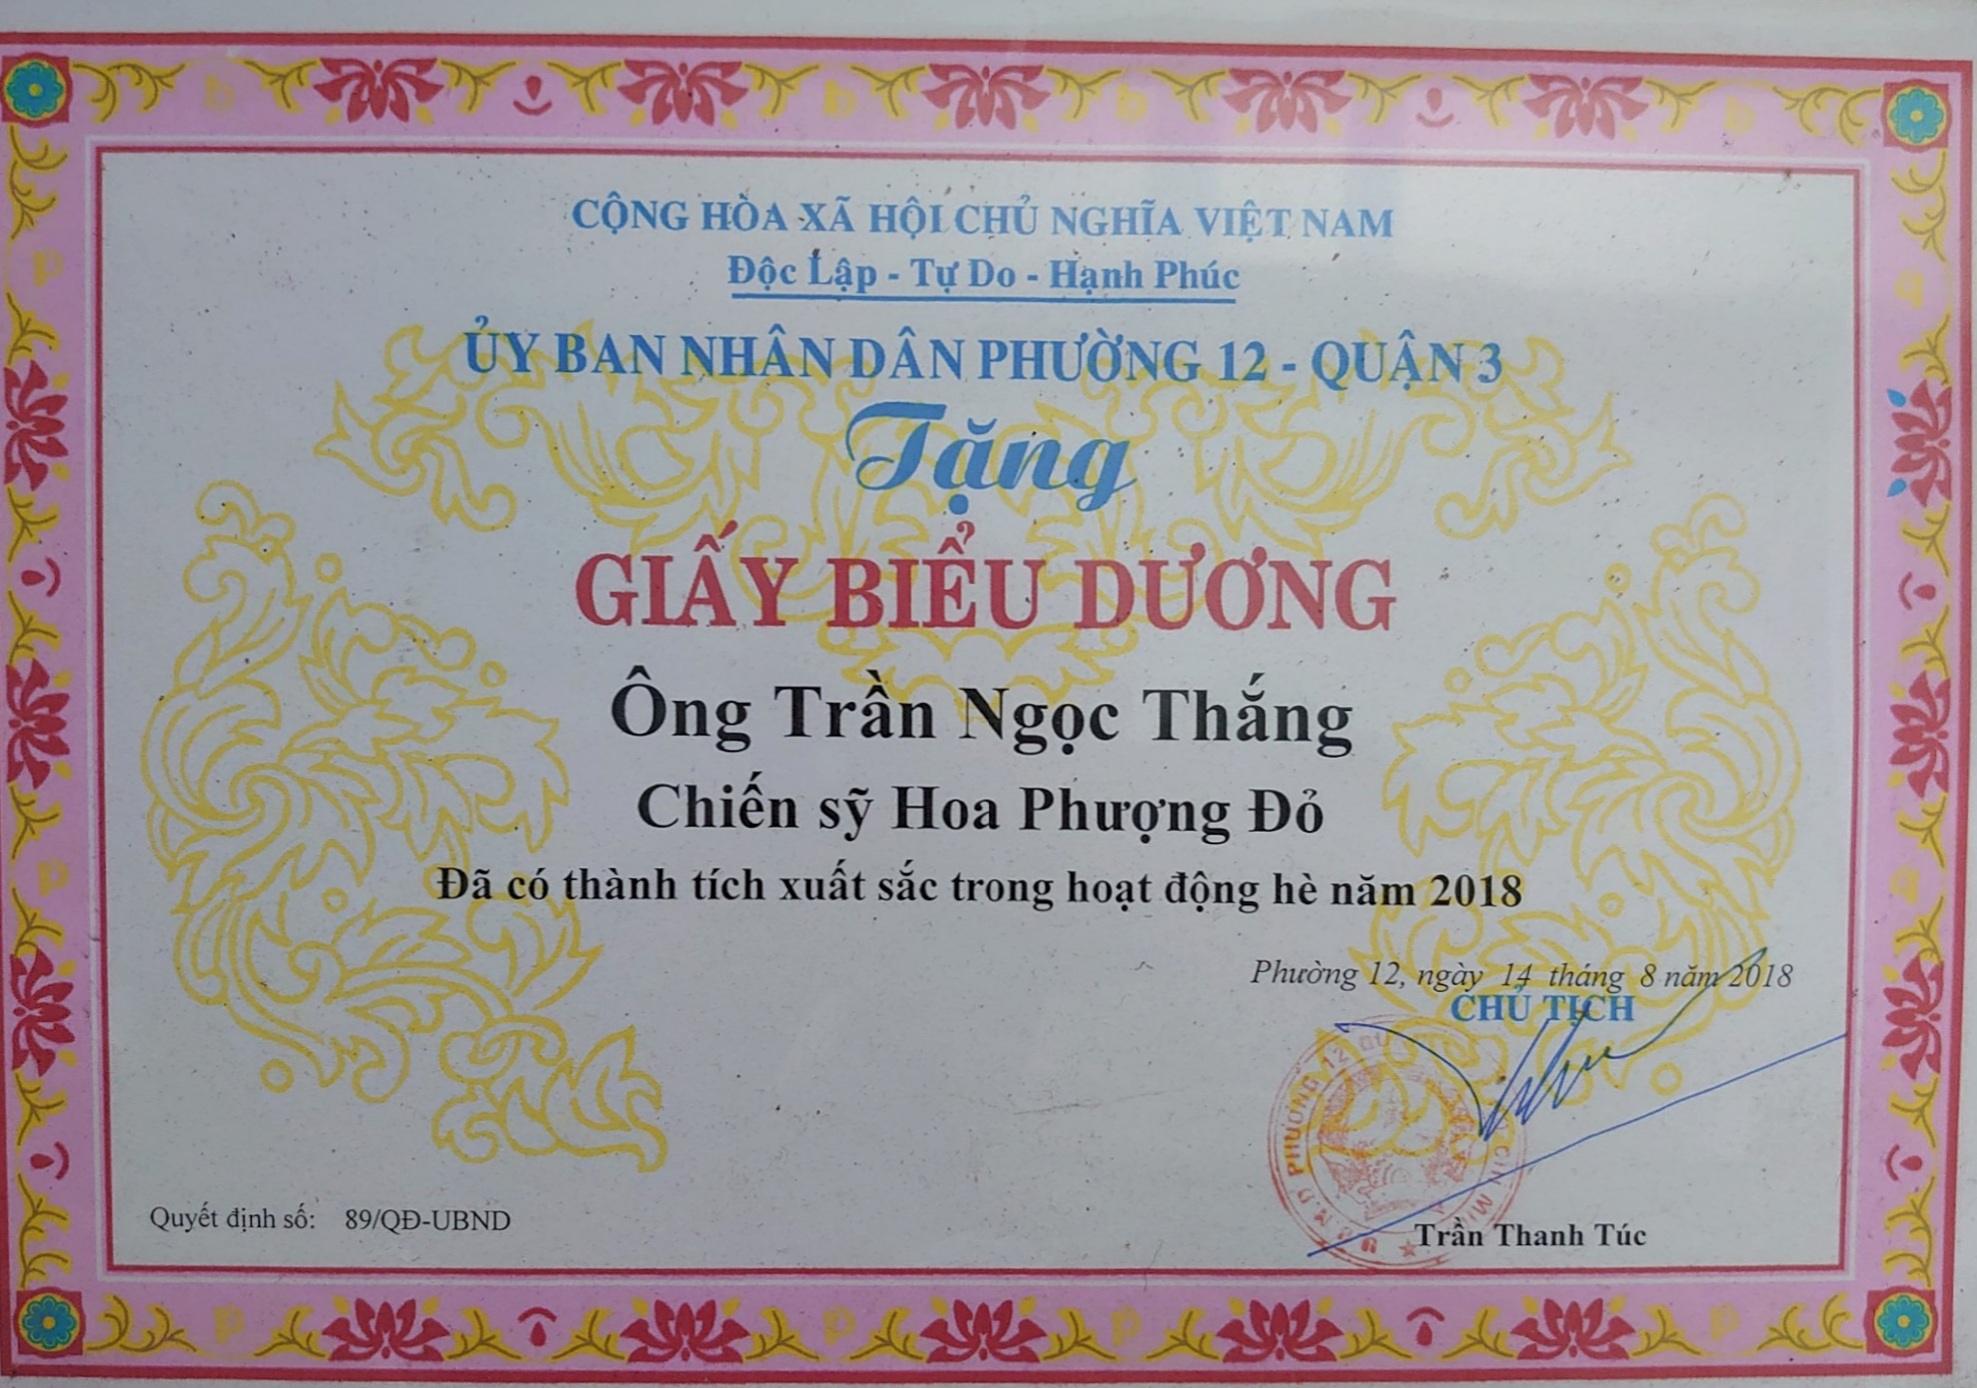 CỘNG HÒA XÃ HỘI CHỦ NGHĨA VIỆT NAM
Độc Lập - Tự Do - Hạnh Phúc
ỦY BAN NHÂN DÂN PHƯỜNG 12 - QUẬN 3
Tặng
GIẤY BIỂU DƯƠNG
Ông Trần Ngọc Thắng
Chiến sỹ Hoa Phượng Đỏ
Đã có thành tích xuất sắc trong hoạt động hè năm 2018
Phường 12, ngày 14 tháng 8 năm 2018
CHỦ TỊCH
PHƯỜNG 12
Quyết định số: 89/QĐ-UBND
Trần Thanh Túc